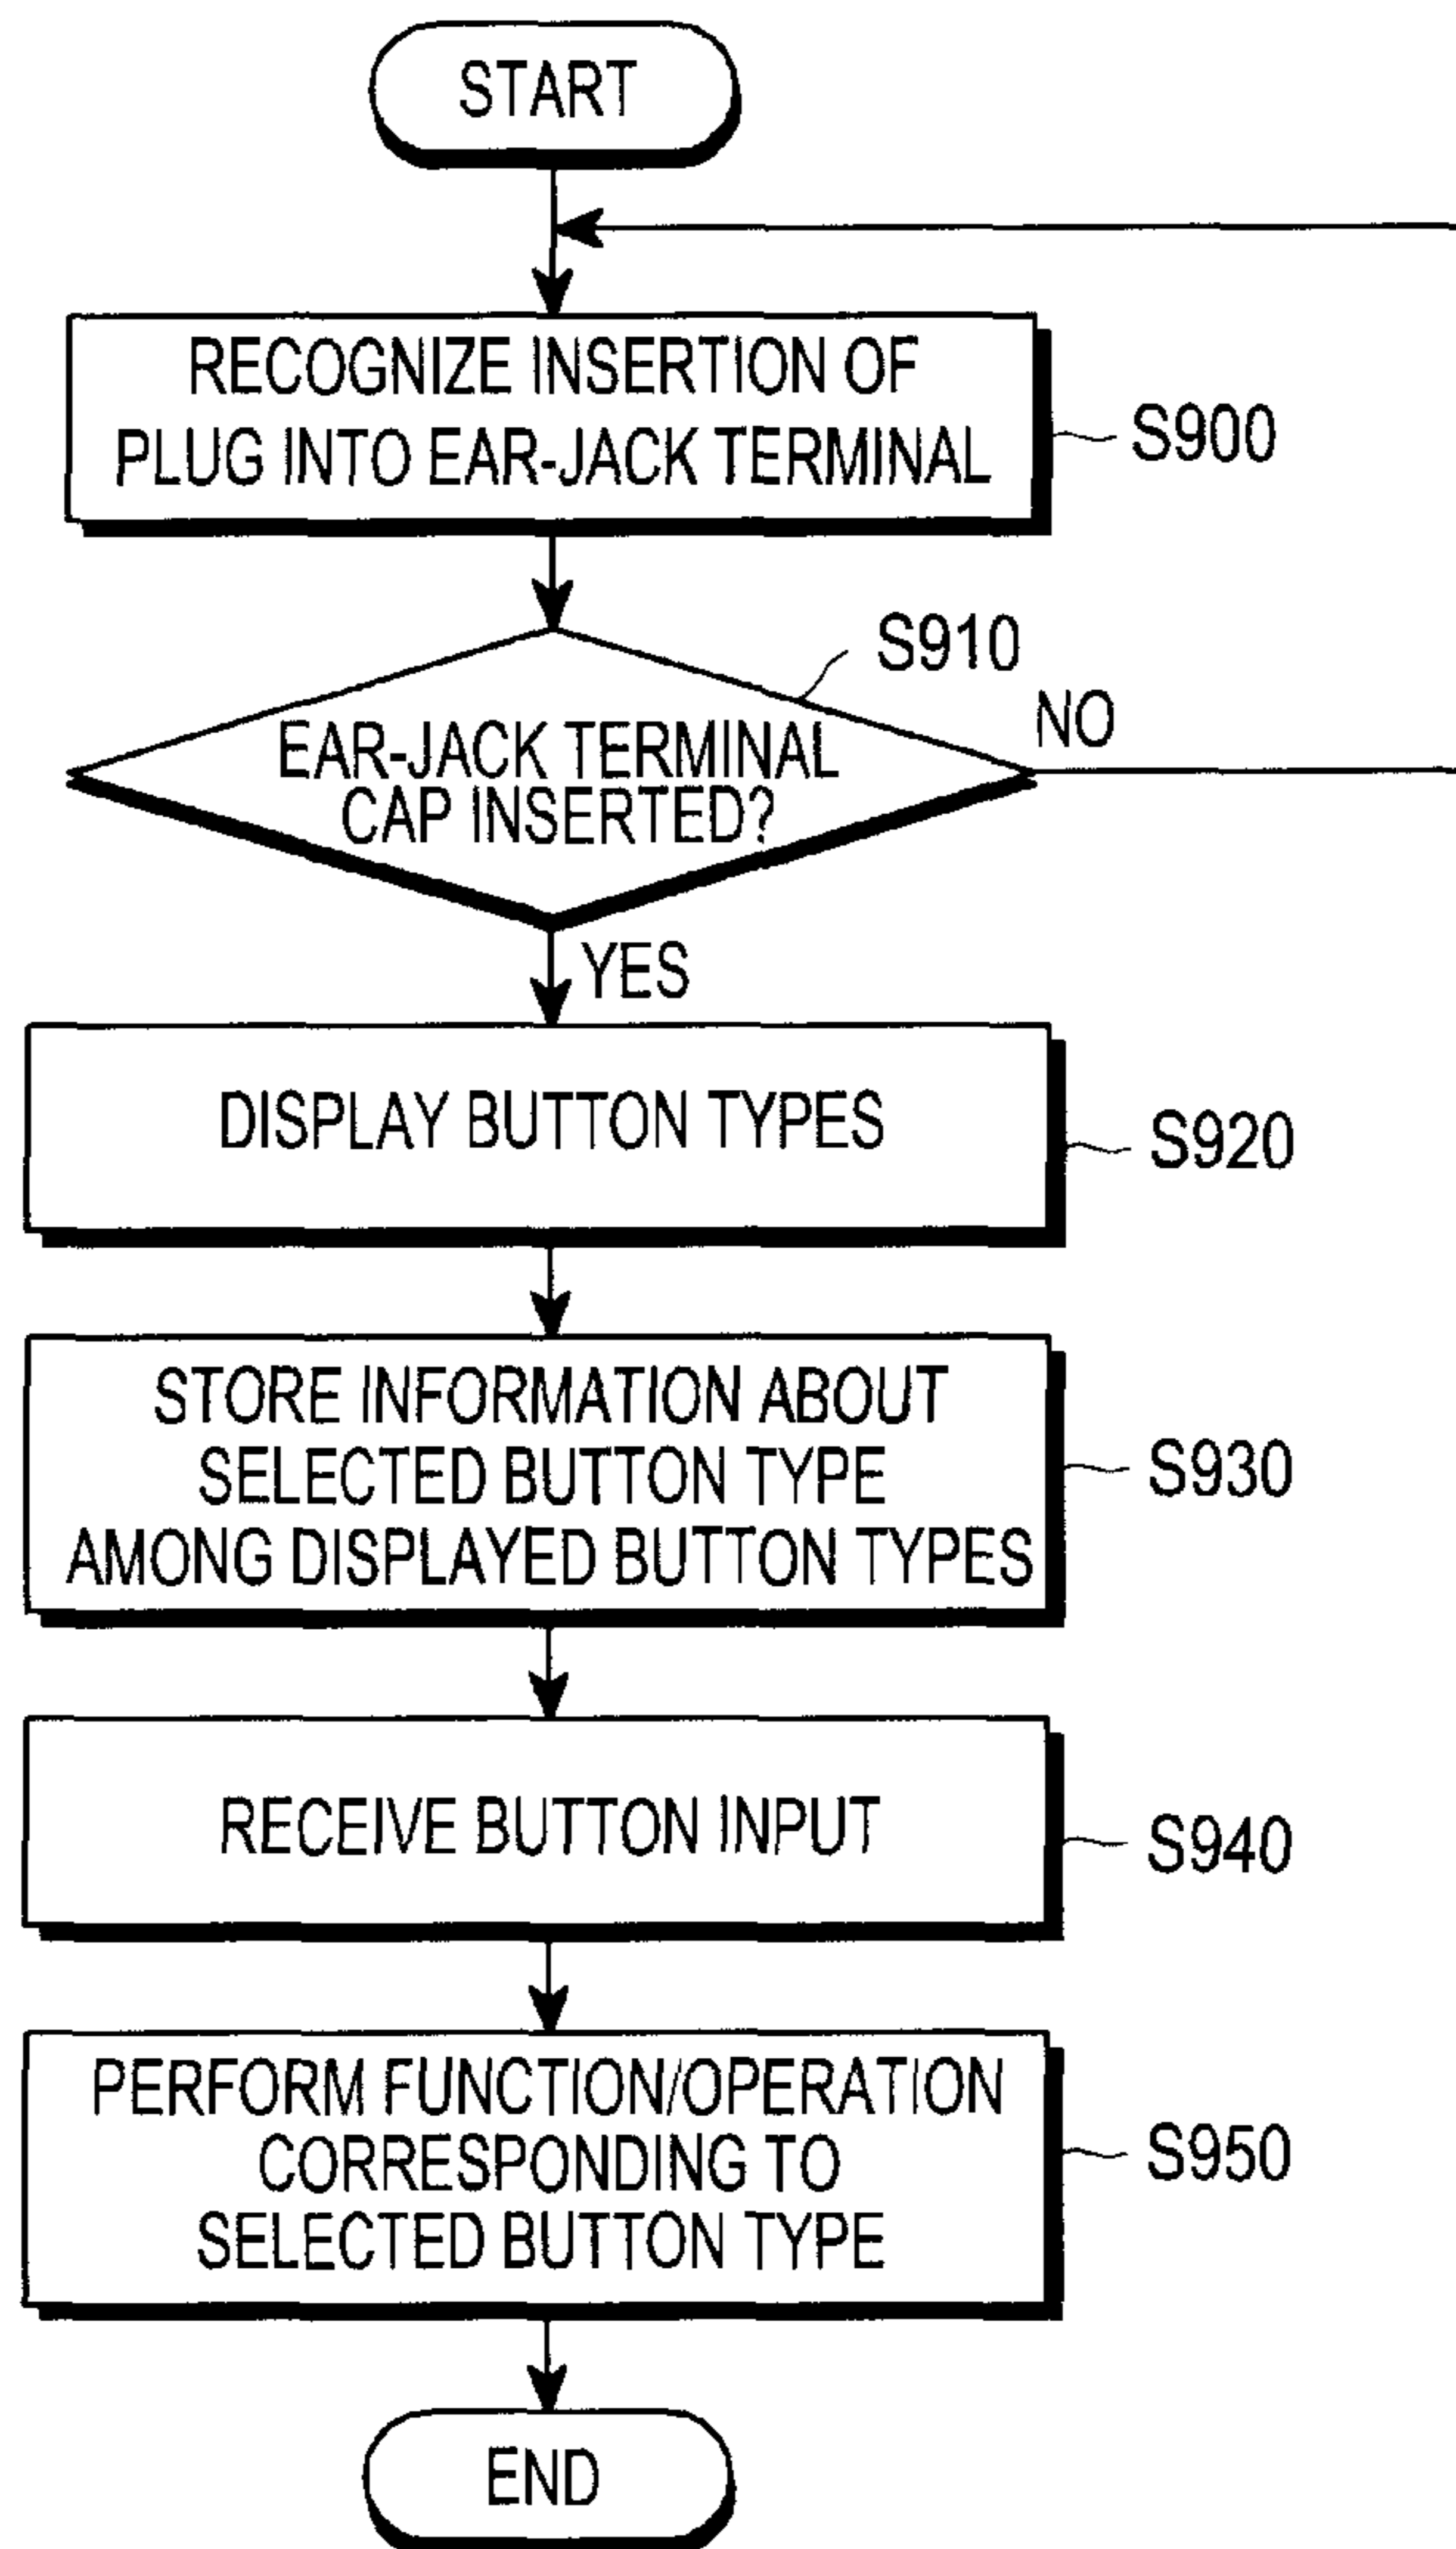 START
RECOGNIZE INSERTION OF
PLUG INTO EAR-JACK TERMINAL
S900
S910
EAR-JACK TERMINAL
CAP INSERTED?
NO
YES
DISPLAY BUTTON TYPES
S920
STORE INFORMATION ABOUT
SELECTED BUTTON TYPE
AMONG DISPLAYED BUTTON TYPES
S930
RECEIVE BUTTON INPUT
S940
PERFORM FUNCTION/OPERATION
CORRESPONDING TO
SELECTED BUTTON TYPE
S950
END